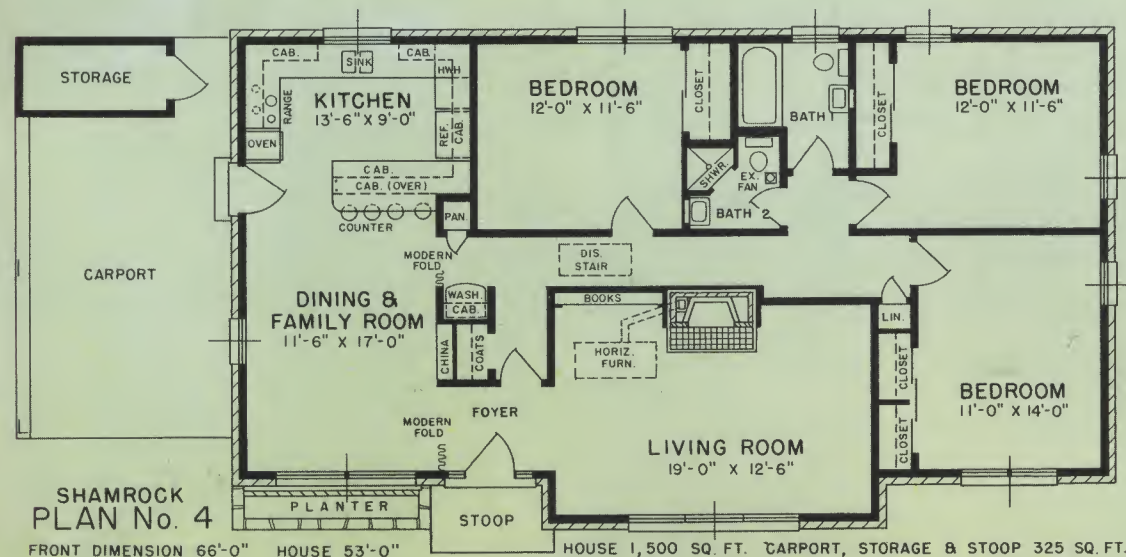 STORAGE
CARPORT
CAB.
SINK
CAB.
HWH
RANGE
KITCHEN
13'-6" X 9'-0"
OVEN
REF.
CAB.
CAB.
CAB. (OVER)
COUNTER
PAN.
MODERN
FOLD
WASH.
CAB.
DINING &
FAMILY ROOM
11'-6" X 17'-0"
CHINA
COATS
FOYER
MODERN
FOLD
PLANTER
STOOP
BEDROOM
12'-0" X 11'-6"
CLOSET
BATH 1
SHWR.
EX.
FAN
BATH 2
CLOSET
BEDROOM
12'-0" X 11'-6"
DIS.
STAIR
BOOKS
HORIZ.
FURN.
LIVING ROOM
19'-0" X 12'-6"
LIN.
CLOSET
CLOSET
BEDROOM
11'-0" X 14'-0"
SHAMROCK
PLAN No. 4
FRONT DIMENSION 66'-0" HOUSE 53'-0" HOUSE 1,500 SQ. FT. CARPORT, STORAGE & STOOP 325 SQ. FT.